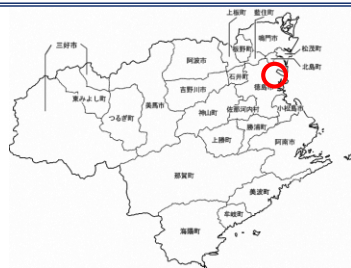 上板町
藍住町
鳴門市
三好市
板野町
松茂町
阿波市
北島町
石井町
東みよし町
吉野川市
徳島市
美馬市
つるぎ町
神山町
佐那河内村
小松島市
勝浦町
上勝町
阿南市
那賀町
美波町
牟岐町
海陽町